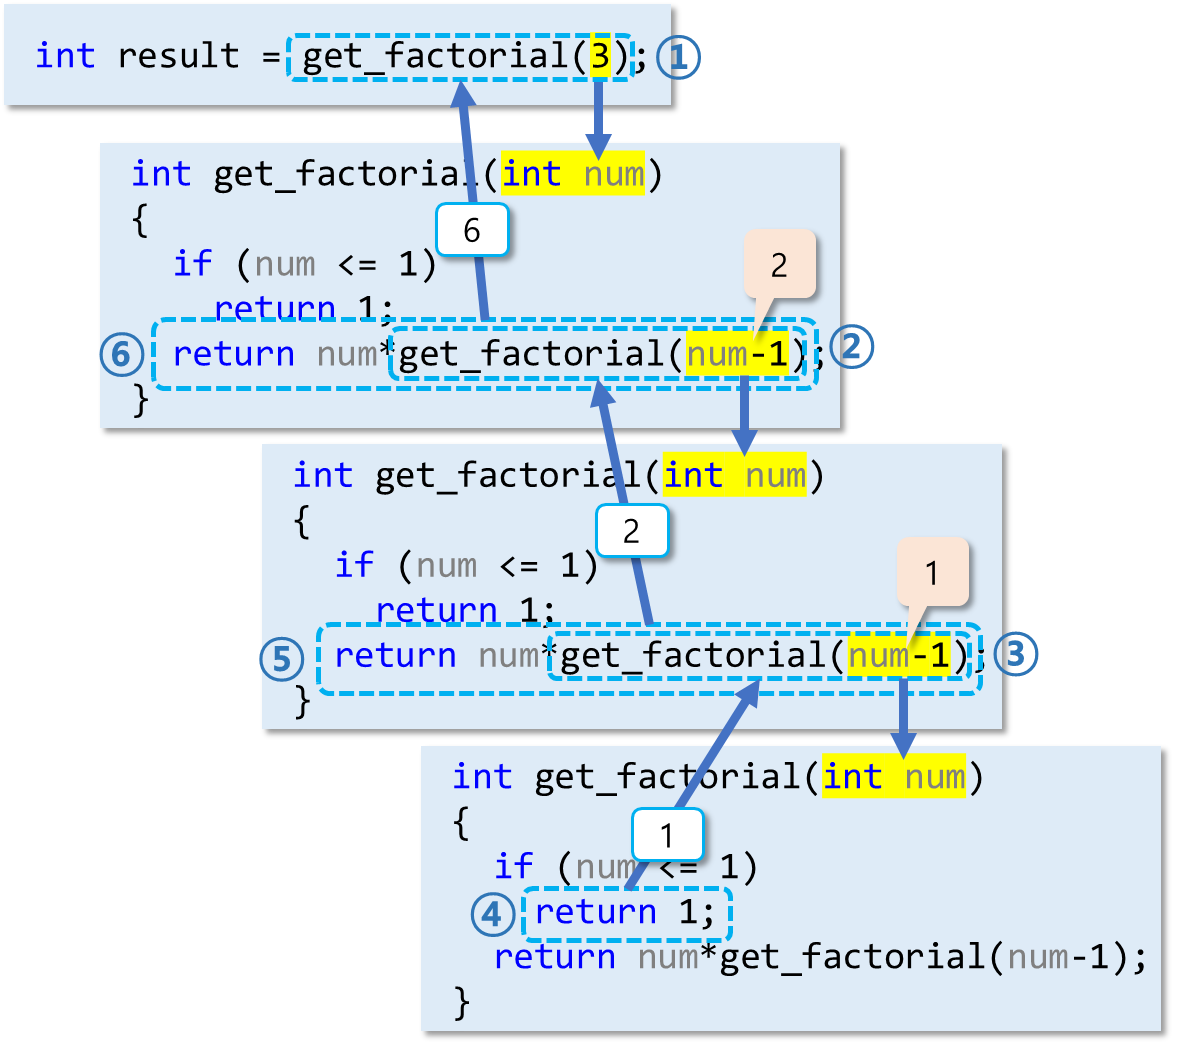 int result = get_factorial(3); ①
int get_factorial(int num)
{
6
if (num <= 1)
2
return 1;
⑥ return num*get_factorial(num-1); ②
}
int get_factorial(int num)
{
2
if (num <= 1)
1
return 1;
⑤ return num*get_factorial(num-1); ③
}
int get_factorial(int num)
{
1
if (num <= 1)
④ return 1;
return num*get_factorial(num-1);
}